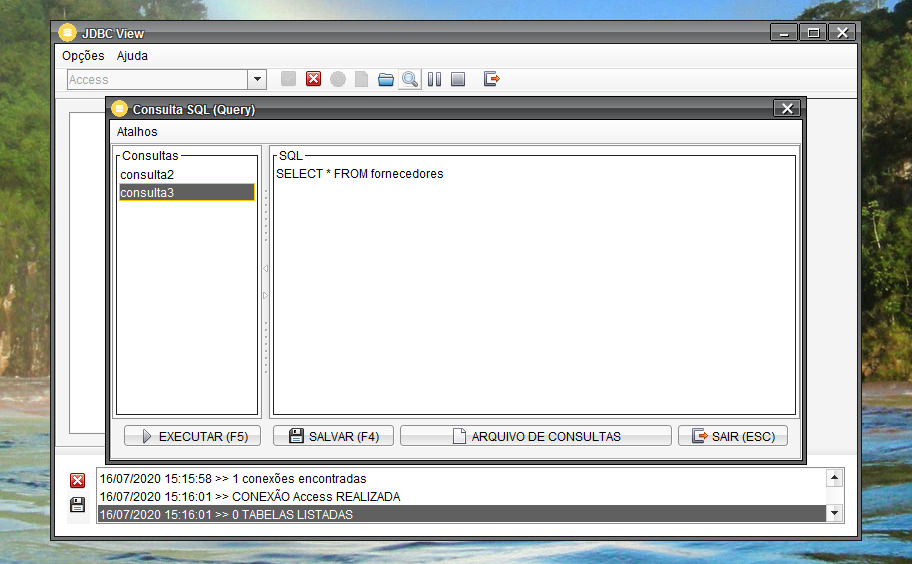 JDBC View
Opções Ajuda
Access
Consulta SQL (Query)
Atalhos
Consultas
consulta2
consulta3
SQL
SELECT * FROM fornecedores
EXECUTAR (F5) SALVAR (F4) ARQUIVO DE CONSULTAS SAIR (ESC)
16/07/2020 15:15:58 >> 1 conexões encontradas
16/07/2020 15:16:01 >> CONEXÃO Access REALIZADA
16/07/2020 15:16:01 >> 0 TABELAS LISTADAS